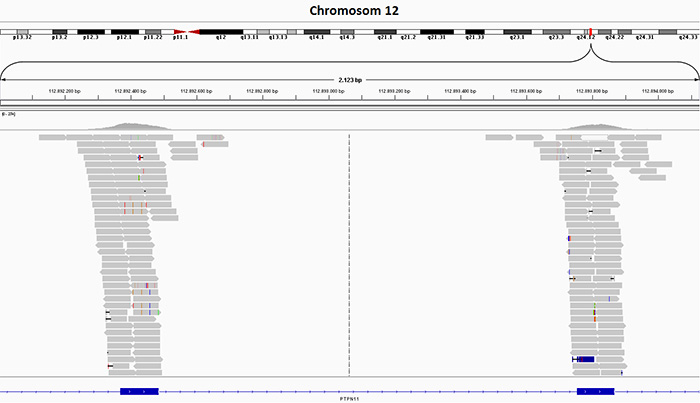 Chromosom 12
p13.32 p13.2 p12.3 p12.1 p11.22 p11.1 q12 q13.11 q13.13 q14.1 q14.3 q21.1 q21.2 q21.31 q21.33 q23.1 q23.3 q24.22 q24.31 q24.33
2.123 bp
112.892.200 bp 112.892.400 bp 112.892.600 bp 112.892.800 bp 112.893.000 bp 112.893.200 bp 112.893.400 bp 112.893.600 bp 112.893.800 bp 112.894.000 bp
PTPN11